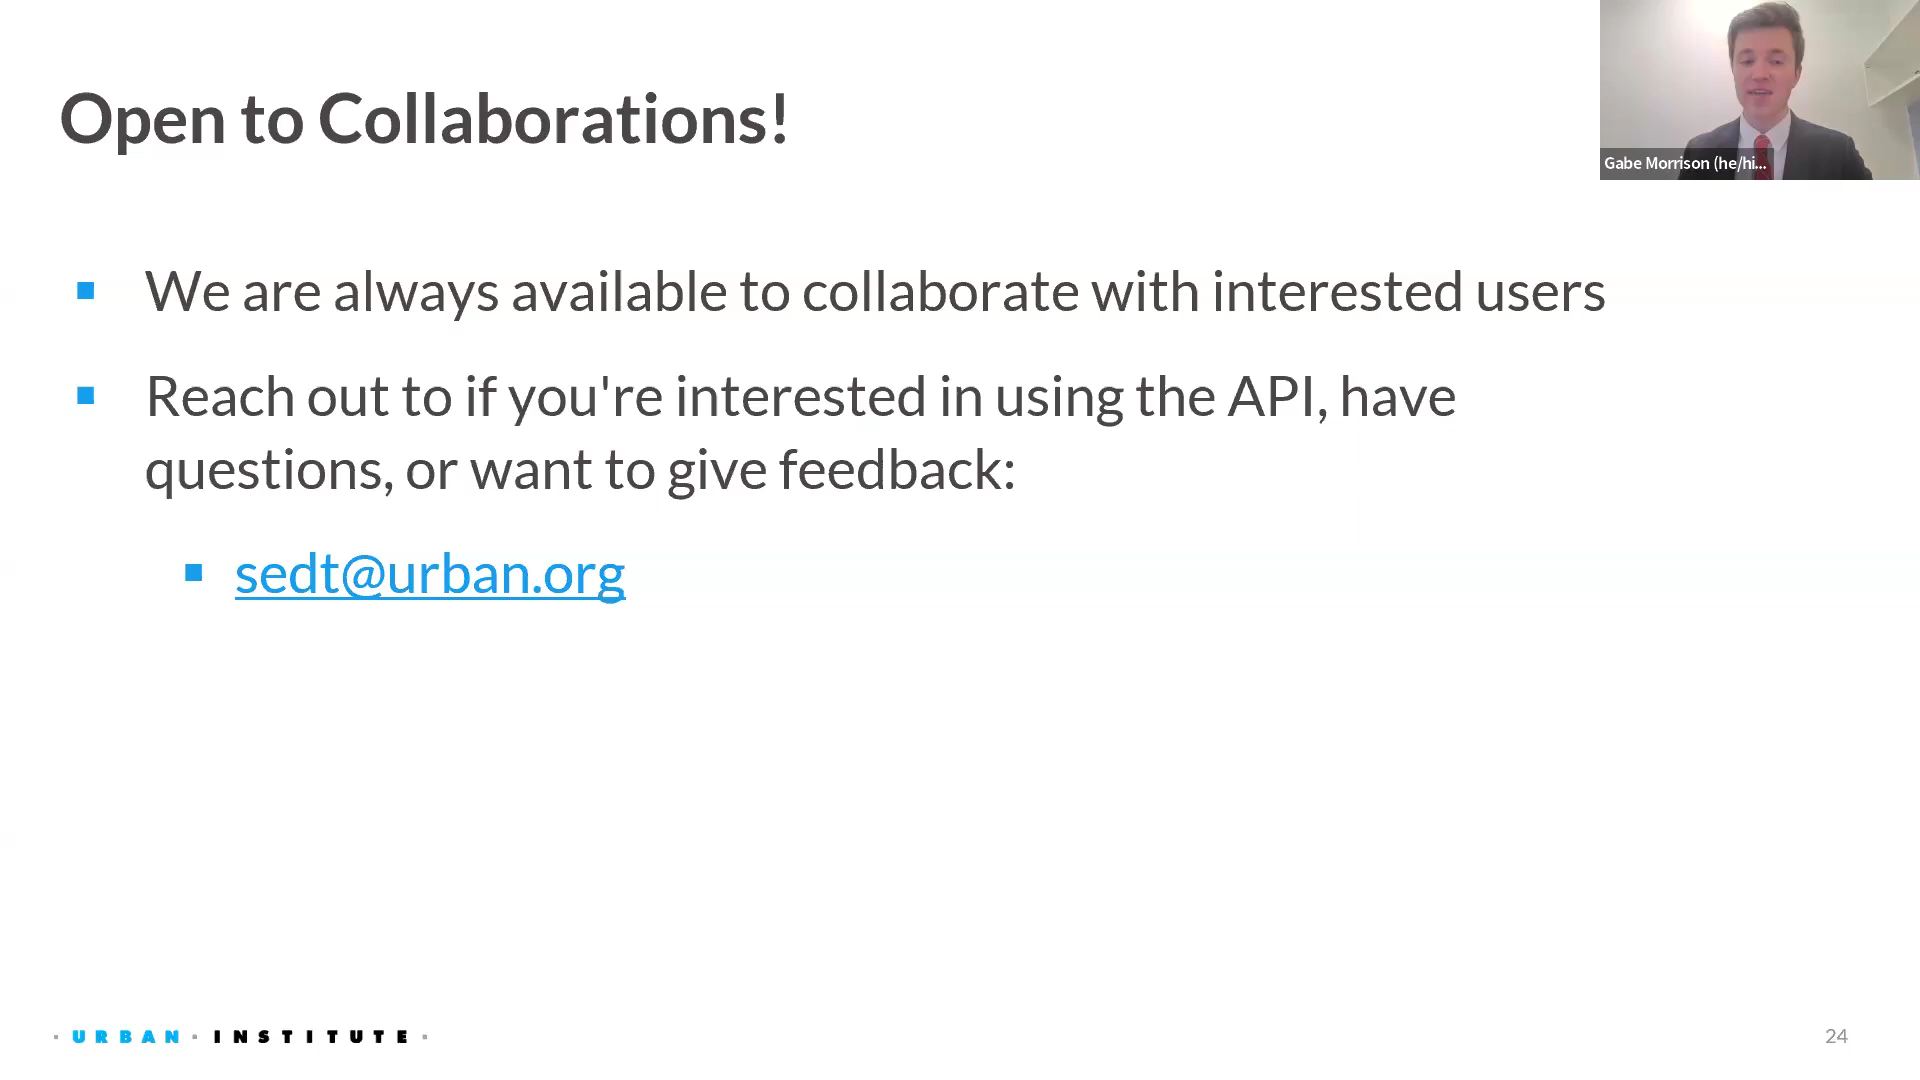 Open to Collaborations!
Gabe Morrison (he/hi...
We are always available to collaborate with interested users
Reach out to if you're interested in using the API, have
questions, or want to give feedback:
sedt@urban.org
URBAN INSTITUTE
24